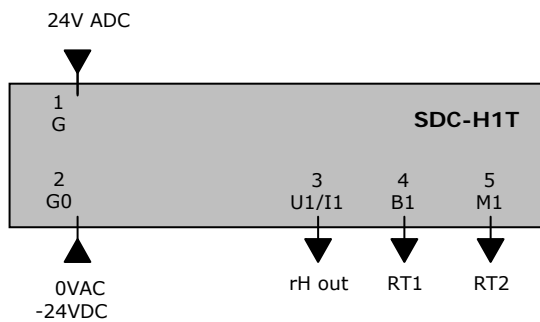 24V ADC
1
G
SDC-H1T
2
G0
3
U1/I1
4
B1
5
M1
0VAC
-24VDC
rH out
RT1
RT2